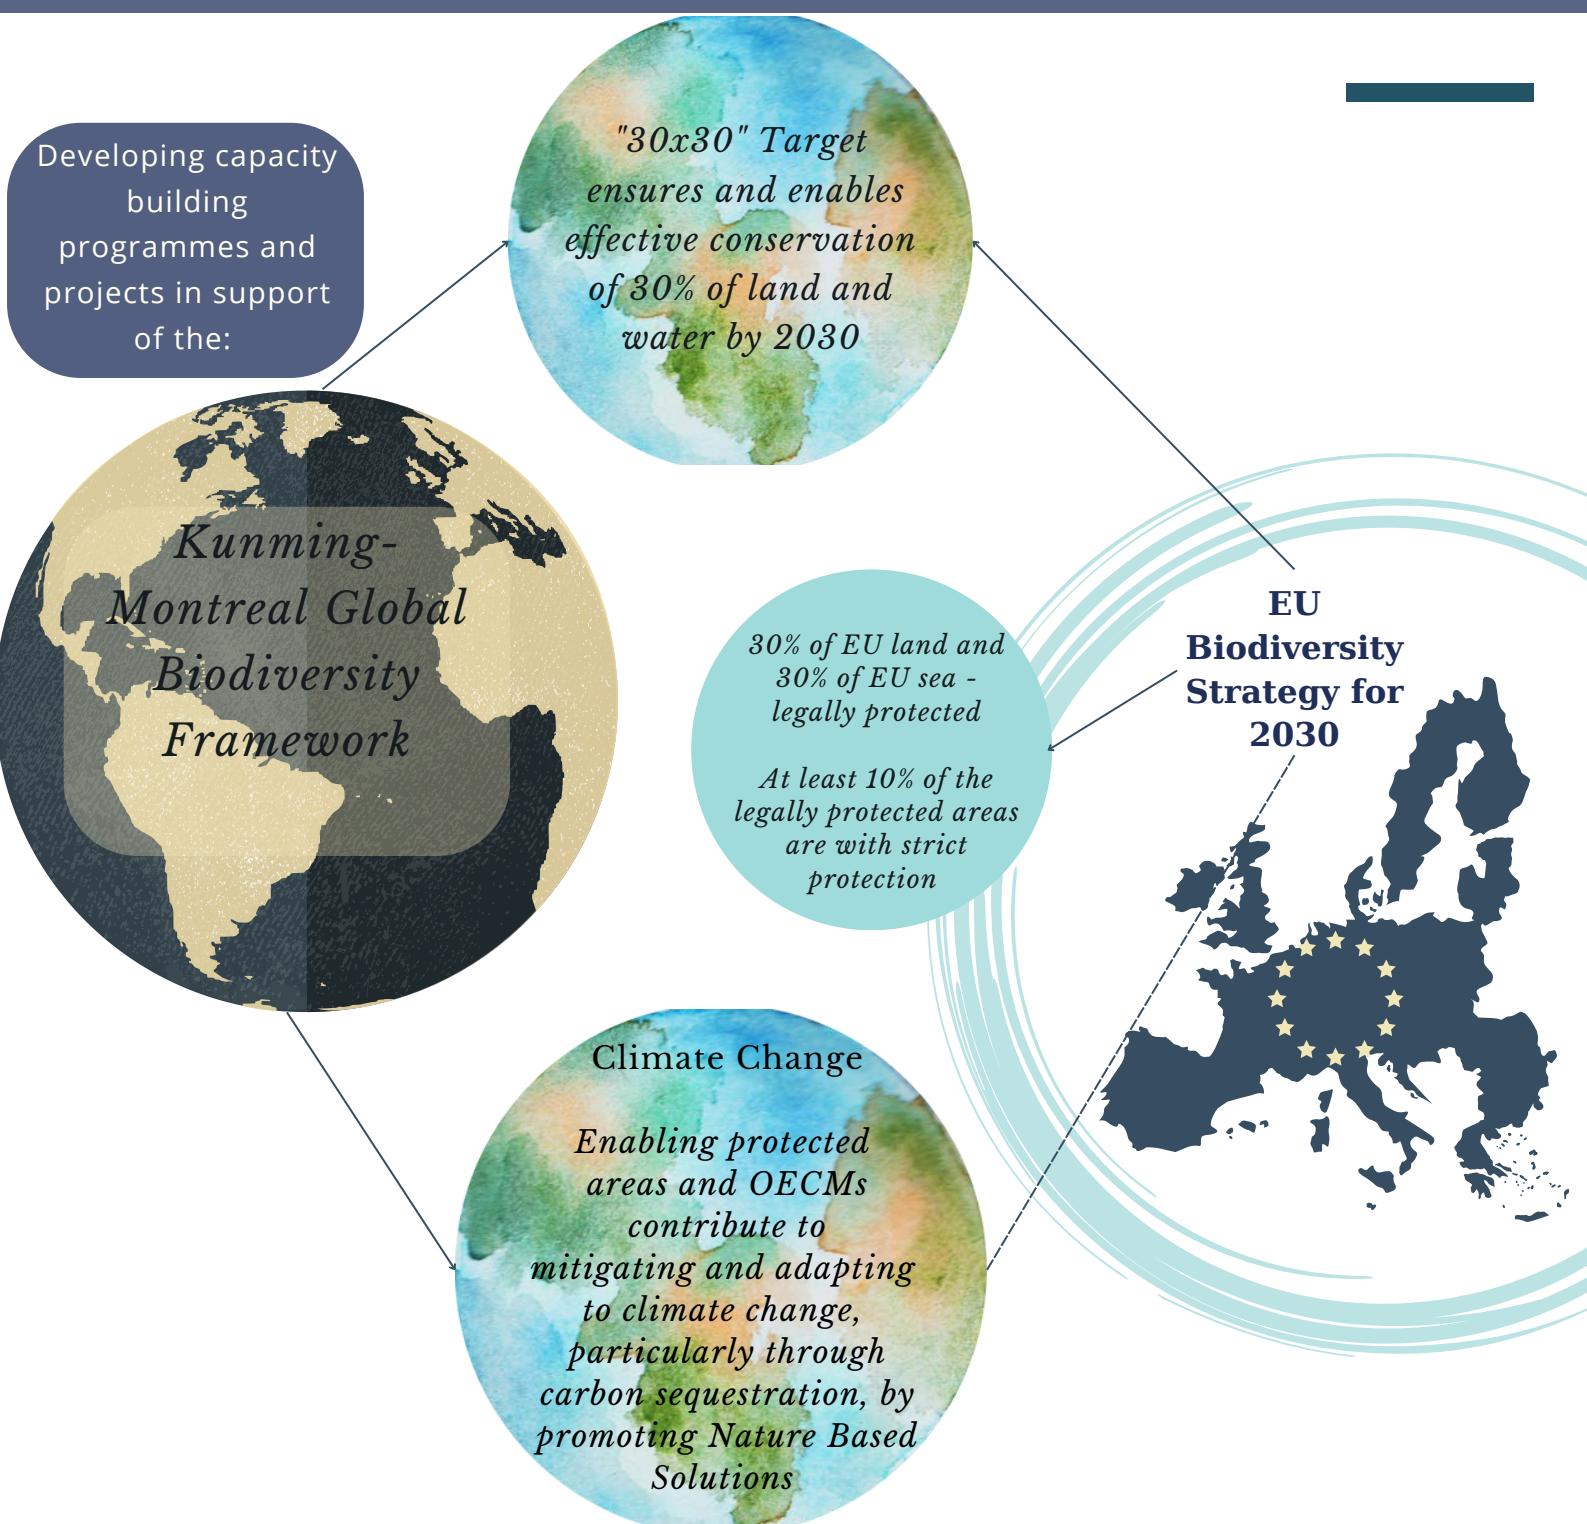 Developing capacity
building
programmes and
projects in support
of the:
"30x30" Target
ensures and enables
effective conservation
of 30% of land and
water by 2030
Kunming-
Montreal Global
Biodiversity
Framework
30% of EU land and
30% of EU sea -
legally protected
At least 10% of the
legally protected areas
are with strict
protection
EU
Biodiversity
Strategy for
2030
Climate Change
Enabling protected
areas and OECMs
contribute to
mitigating and adapting
to climate change,
particularly through
carbon sequestration, by
promoting Nature Based
Solutions